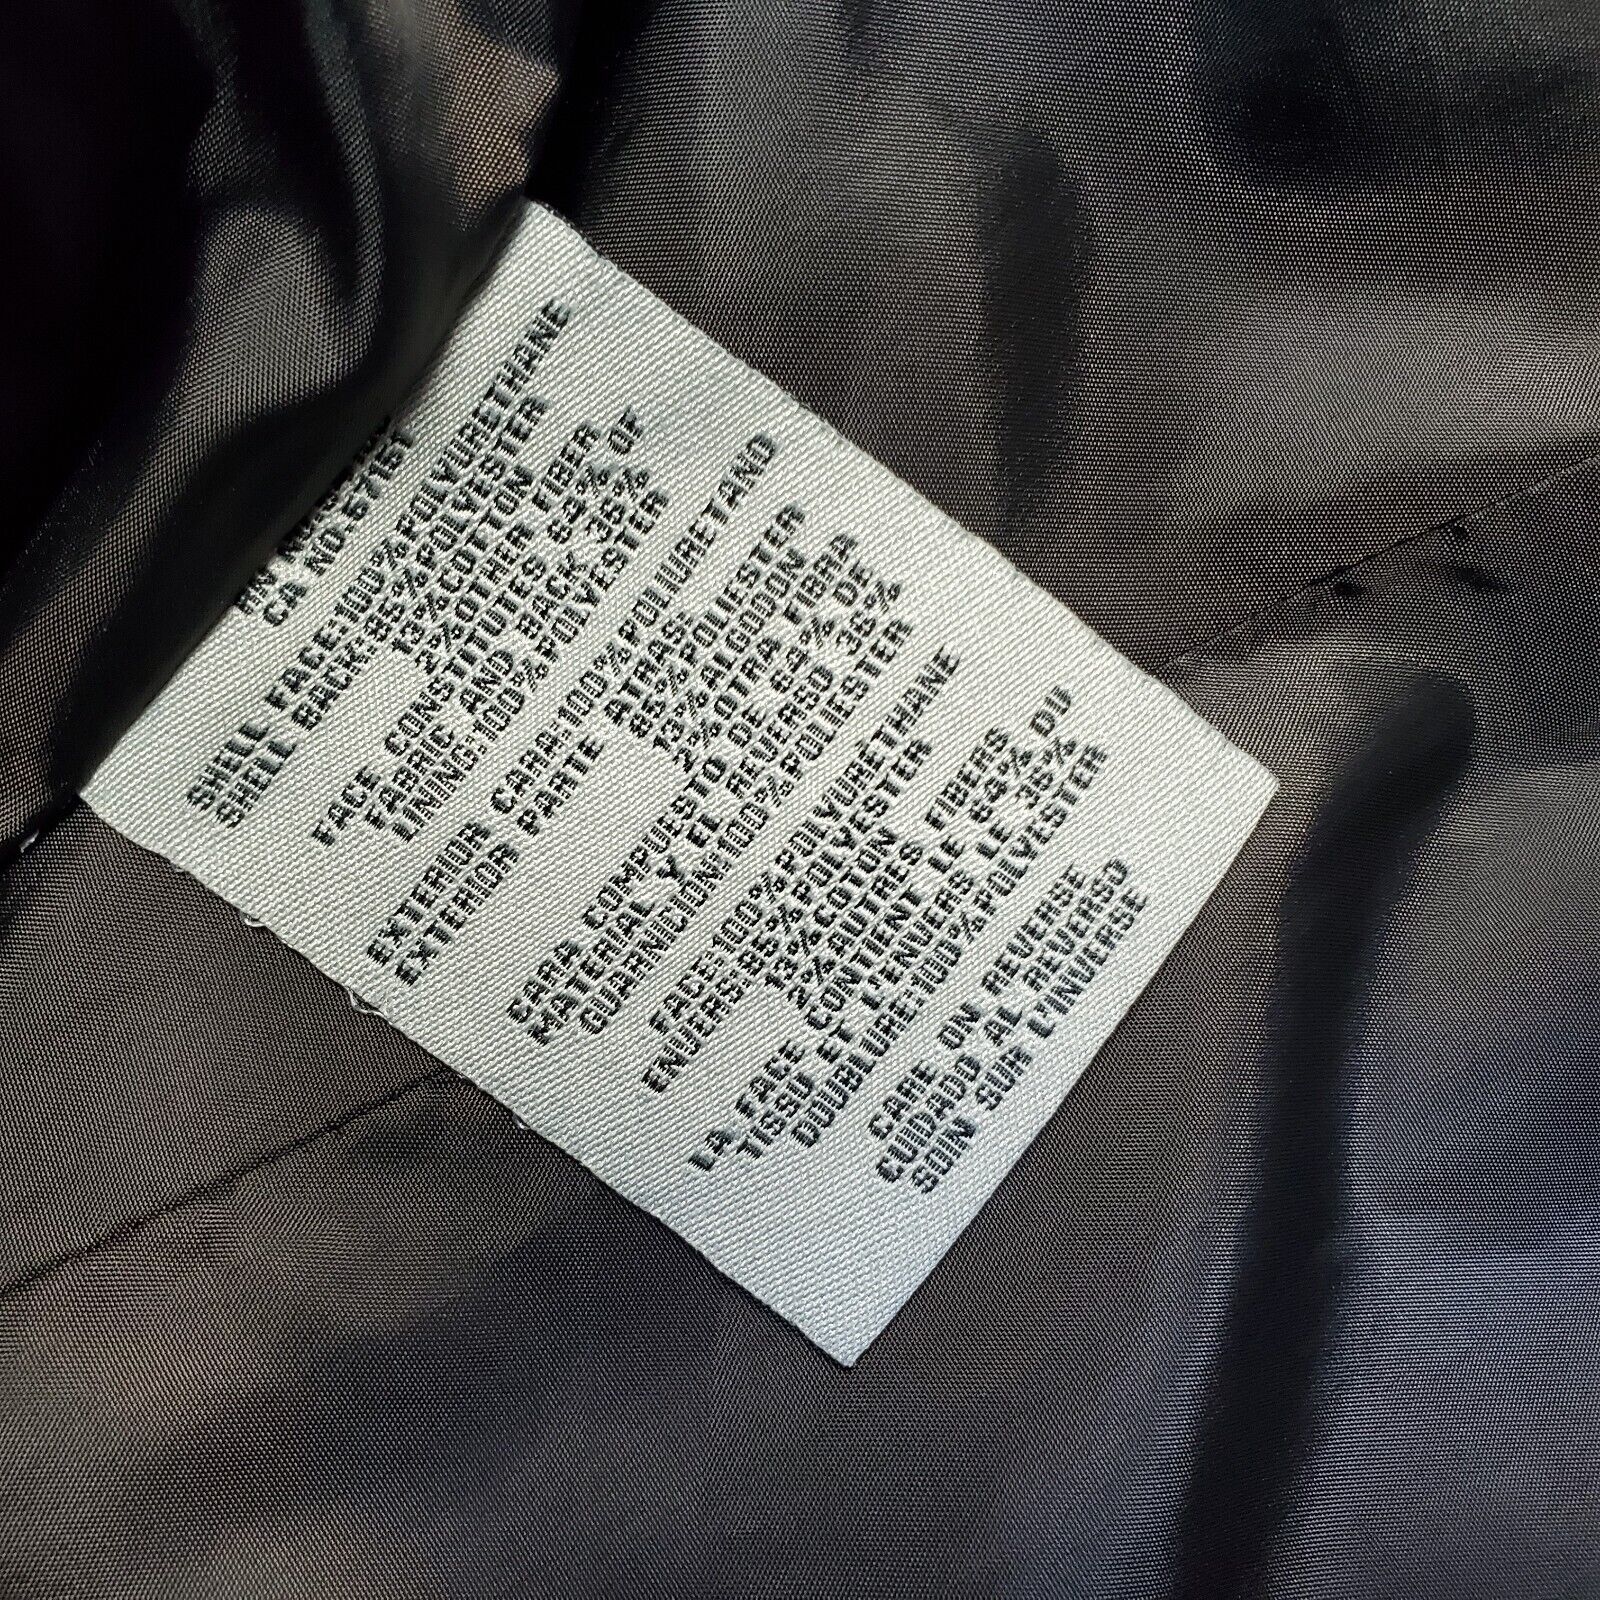 CA NO.57151
SHELL FACE:100%POLYURETHANE
SHELL BACK:85%POLYESTER
13%COTTON
2%OTHER FIBER
FACE CONSTITUTES 64% OF
FABRIC AND BACK 36%
LINING:100%POLYESTER
EXTERIOR CARA:100%POLIURETANO
EXTERIOR PARTE ATRAS:
85%POLIESTER
13%ALGODON
2%OTRA FIBRA
CARA COMPUESTO DE 64% DE
MATERIAL Y EL REVERSO 36%
GUARNICION:100%POLIESTER
FACE:100%POLYURETHANE
ENVERS:85%POLYESTER
13%COTON
2%AUTRES FIBERS
LA FACE CONTIENT LE 64% DU
TISSU ET L'ENVERS LE 36%
DOUBLURE:100%POLYESTER
CARE ON REVERSE
CUIDADO AL REVERSO
SOIN SUR L'INVERSE